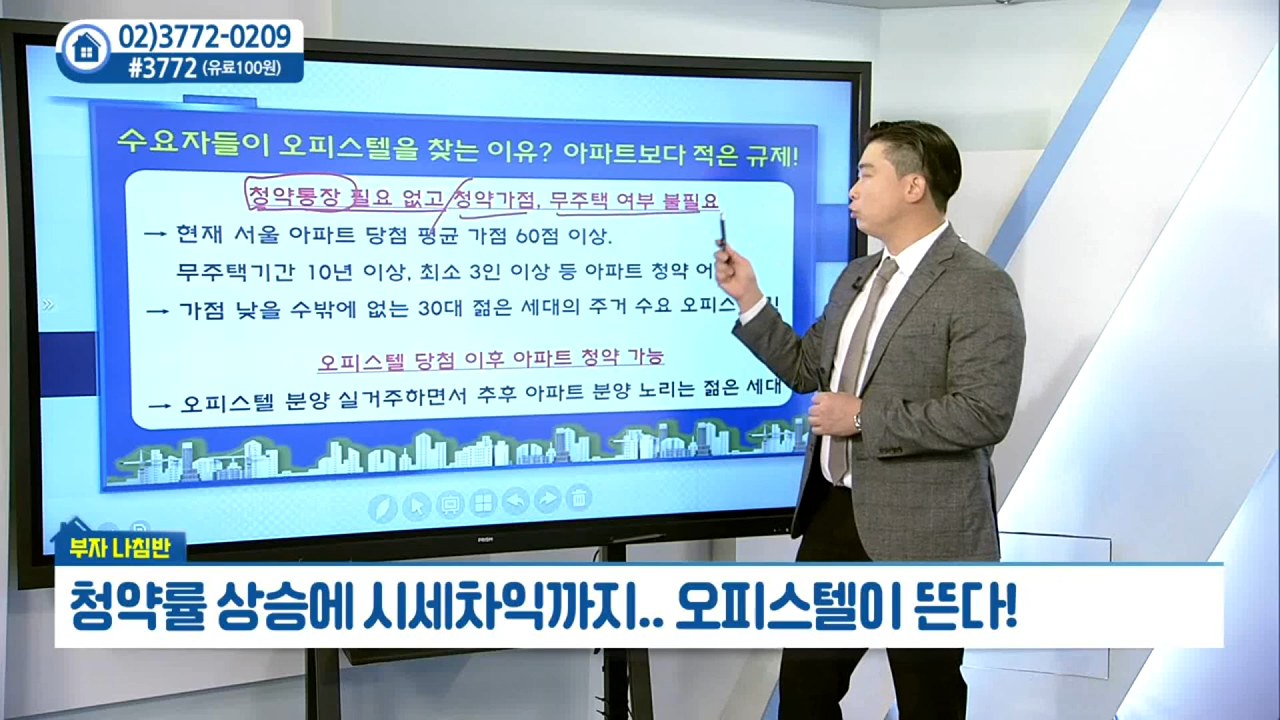 02)3772-0209
#3772 (유료100원)
수요자들이 오피스텔을 찾는 이유? 아파트보다 적은 규제!
청약통장 필요 없고 청약가점, 무주택 여부 불필요
→ 현재 서울 아파트 당첨 평균 가점 60점 이상.
무주택기간 10년 이상, 최소 3인 이상 등 아파트 청약
→ 가점 낮을 수밖에 없는 30대 젊은 세대의 주거 수요
오피스텔 당첨 이후 아파트 청약 가능
→ 오피스텔 분양 실거주하면서 추후 아파트 분양 노리는 젊은 세대
PRISM
부자 나침반
청약률 상승에 시세차익까지.. 오피스텔이 뜬다!